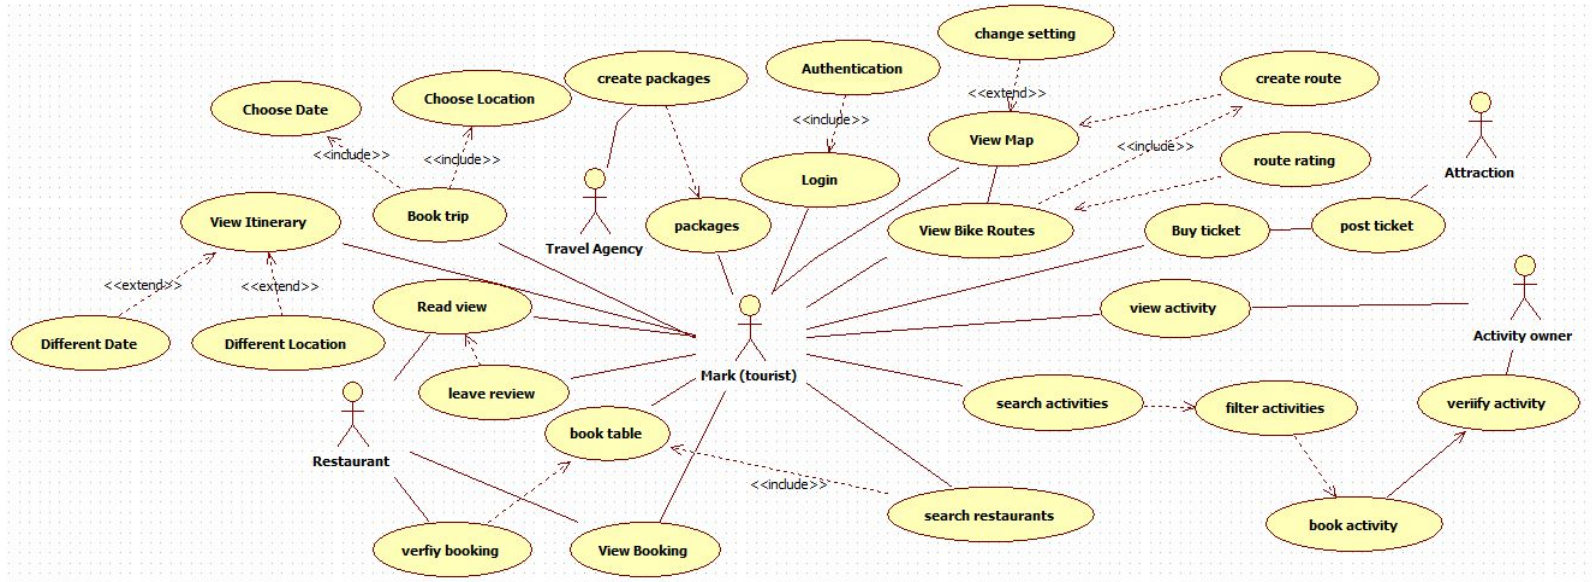 change setting
create packages
Authentication
create route
Choose Date
Choose Location
<<extend>>
<<include>>
View Map
<<include>>
<<include>>
<<include>>
route rating
Attraction
Login
View Itinerary
Book trip
packages
View Bike Routes
Buy ticket
post ticket
Travel Agency
<<extend>>
<<extend>>
Read view
view activity
Different Date
Different Location
Activity owner
Mark (tourist)
leave review
search activities
filter activities
veriify activity
book table
Restaurant
<<include>>
search restaurants
book activity
verfiy booking
View Booking